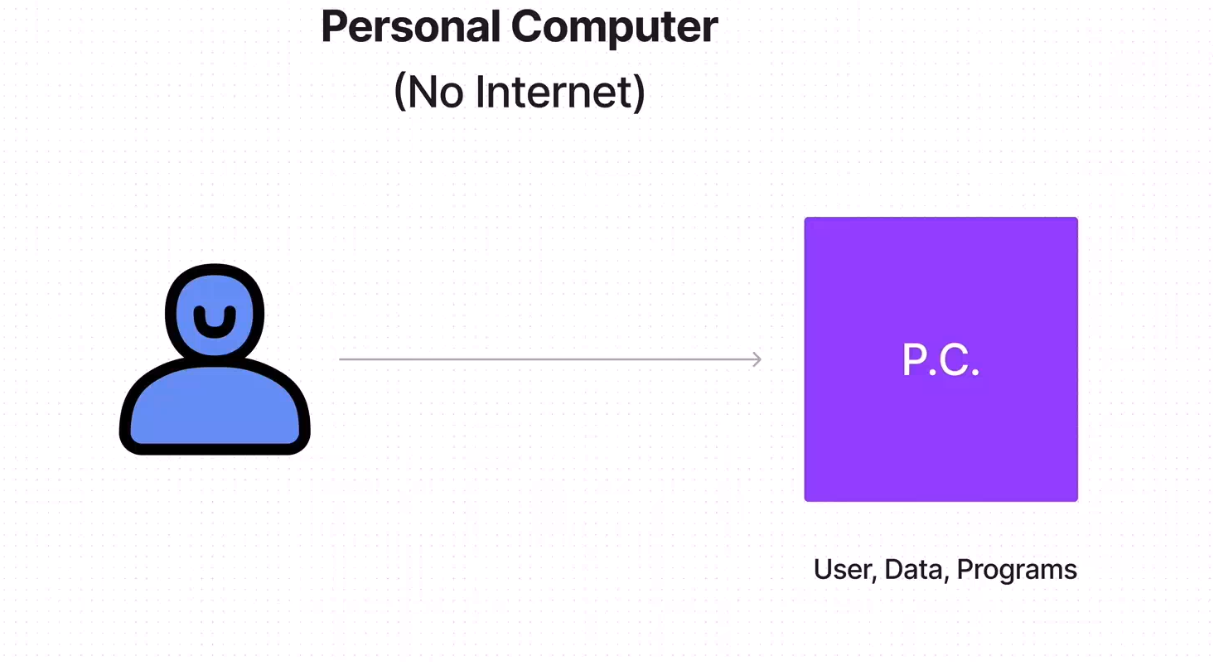 Personal Computer
(No Internet)
P.C.
User, Data, Programs